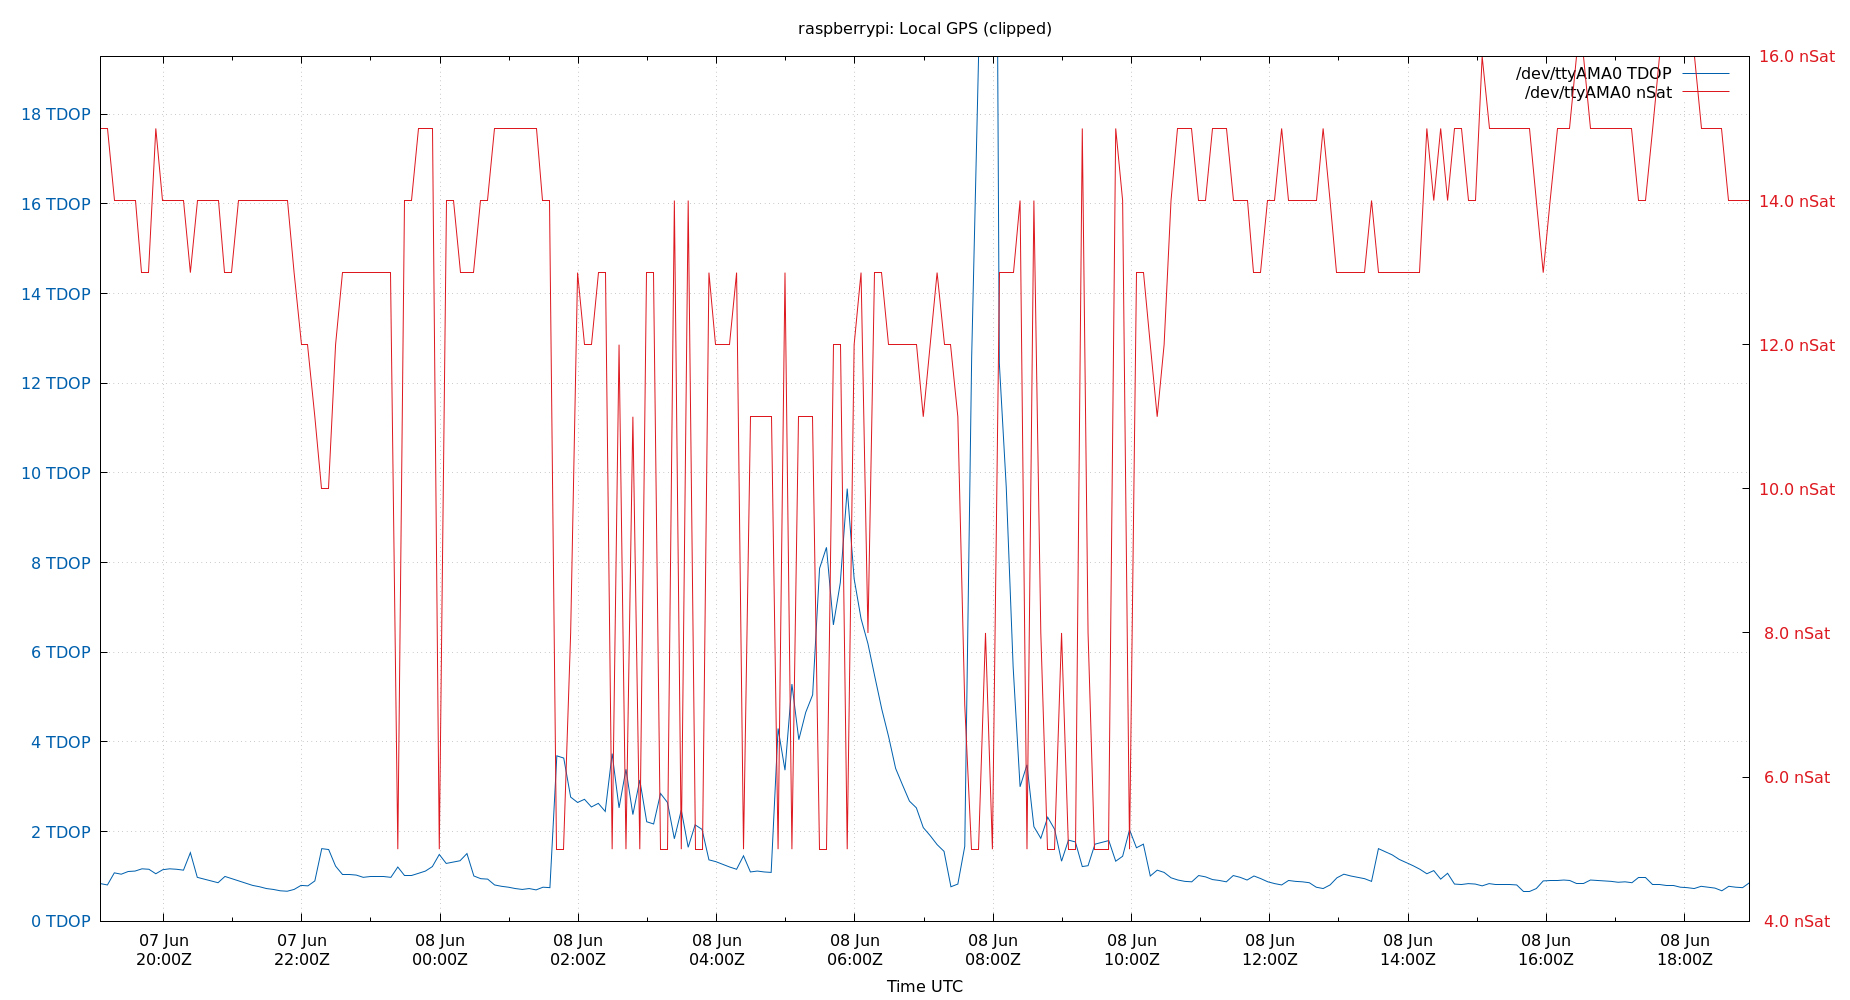 raspberrypi: Local GPS (clipped)
16.0 nSat
/dev/ttyAMA0 TDOP
/dev/ttyAMA0 nSat
18 TDOP
16 TDOP
14.0 nSat
14 TDOP
12.0 nSat
12 TDOP
10 TDOP
10.0 nSat
8 TDOP
8.0 nSat
6 TDOP
6.0 nSat
4 TDOP
2 TDOP
0 TDOP
4.0 nSat
07 Jun 07 Jun 08 Jun 08 Jun 08 Jun 08 Jun 08 Jun 08 Jun 08 Jun 08 Jun 08 Jun 08 Jun
20:00Z 22:00Z 00:00Z 02:00Z 04:00Z 06:00Z 08:00Z 10:00Z 12:00Z 14:00Z 16:00Z 18:00Z
Time UTC